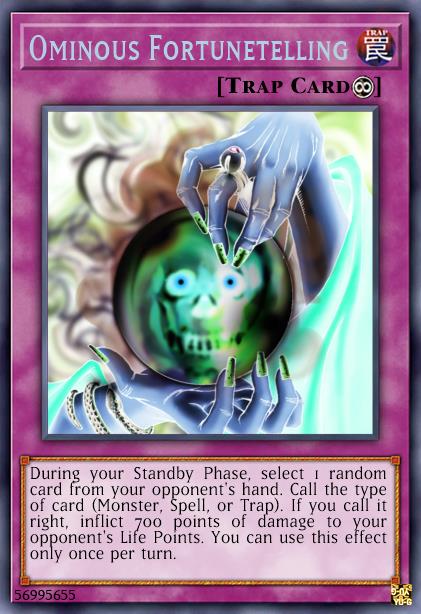 Ominous Fortunetelling
TRAP
罠
[Trap Card]
During your Standby Phase, select 1 random
card from your opponent's hand. Call the type
of card (Monster, Spell, or Trap). If you call it
right, inflict 700 points of damage to your
opponent's Life Points. You can use this effect
only once per turn.
56995655